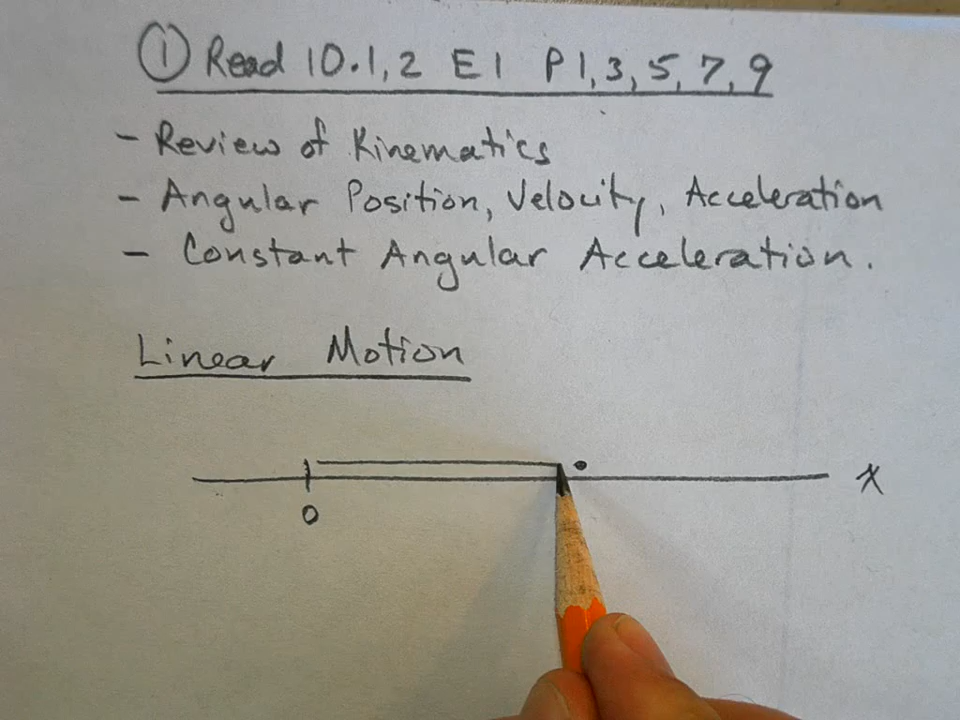 ① Read 10.1,2 E1 P1,3,5,7,9
- Review of Kinematics
- Angular Position, Velocity, Acceleration
- Constant Angular Acceleration.
Linear Motion
x
0